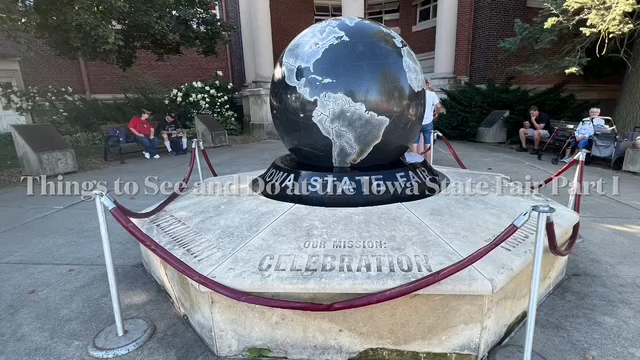 IOWA STATE FAIR
Things to See and Do at the Iowa State Fair Part I
OUR MISSION:
CELEBRATION